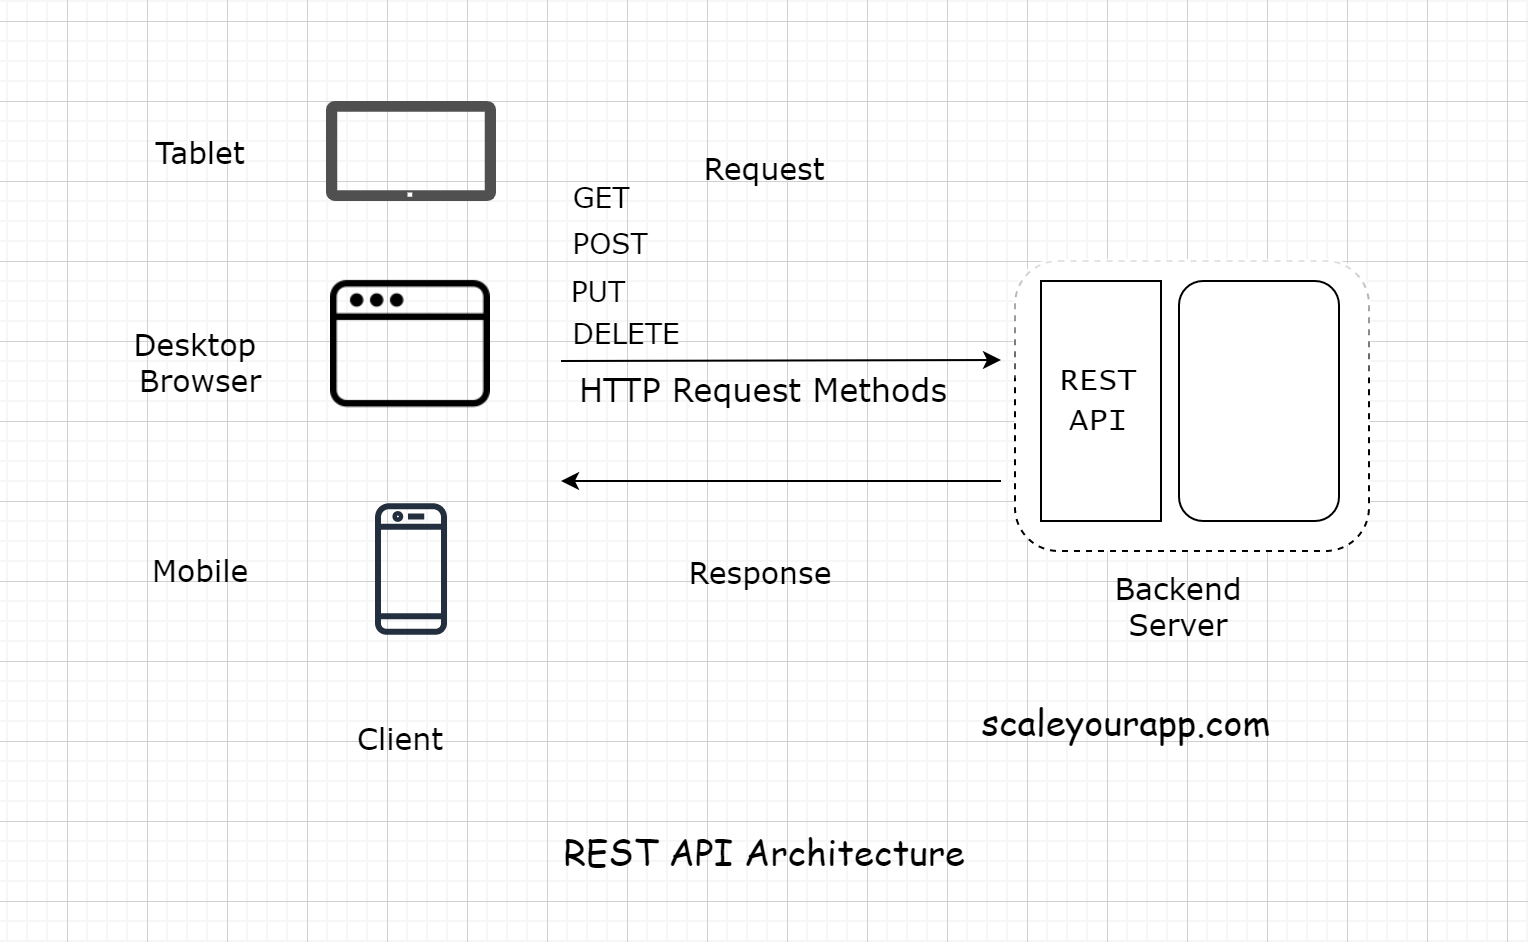 Tablet
Request
GET
POST
PUT
DELETE
Desktop
Browser
HTTP Request Methods
REST
API
Mobile
Response
Backend
Server
Client
scaleyourapp.com
REST API Architecture